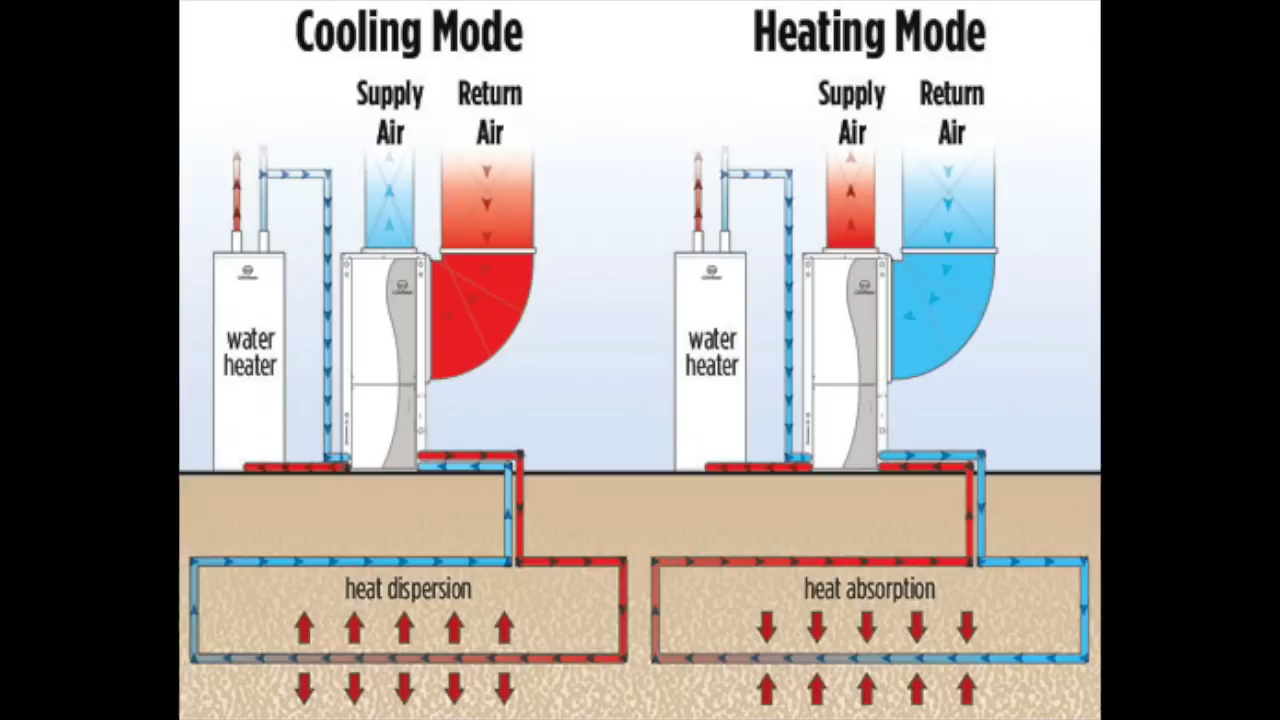 Cooling Mode
Supply Air
Return Air
water
heater
heat dispersion
Heating Mode
Supply Air
Return Air
water
heater
heat absorption